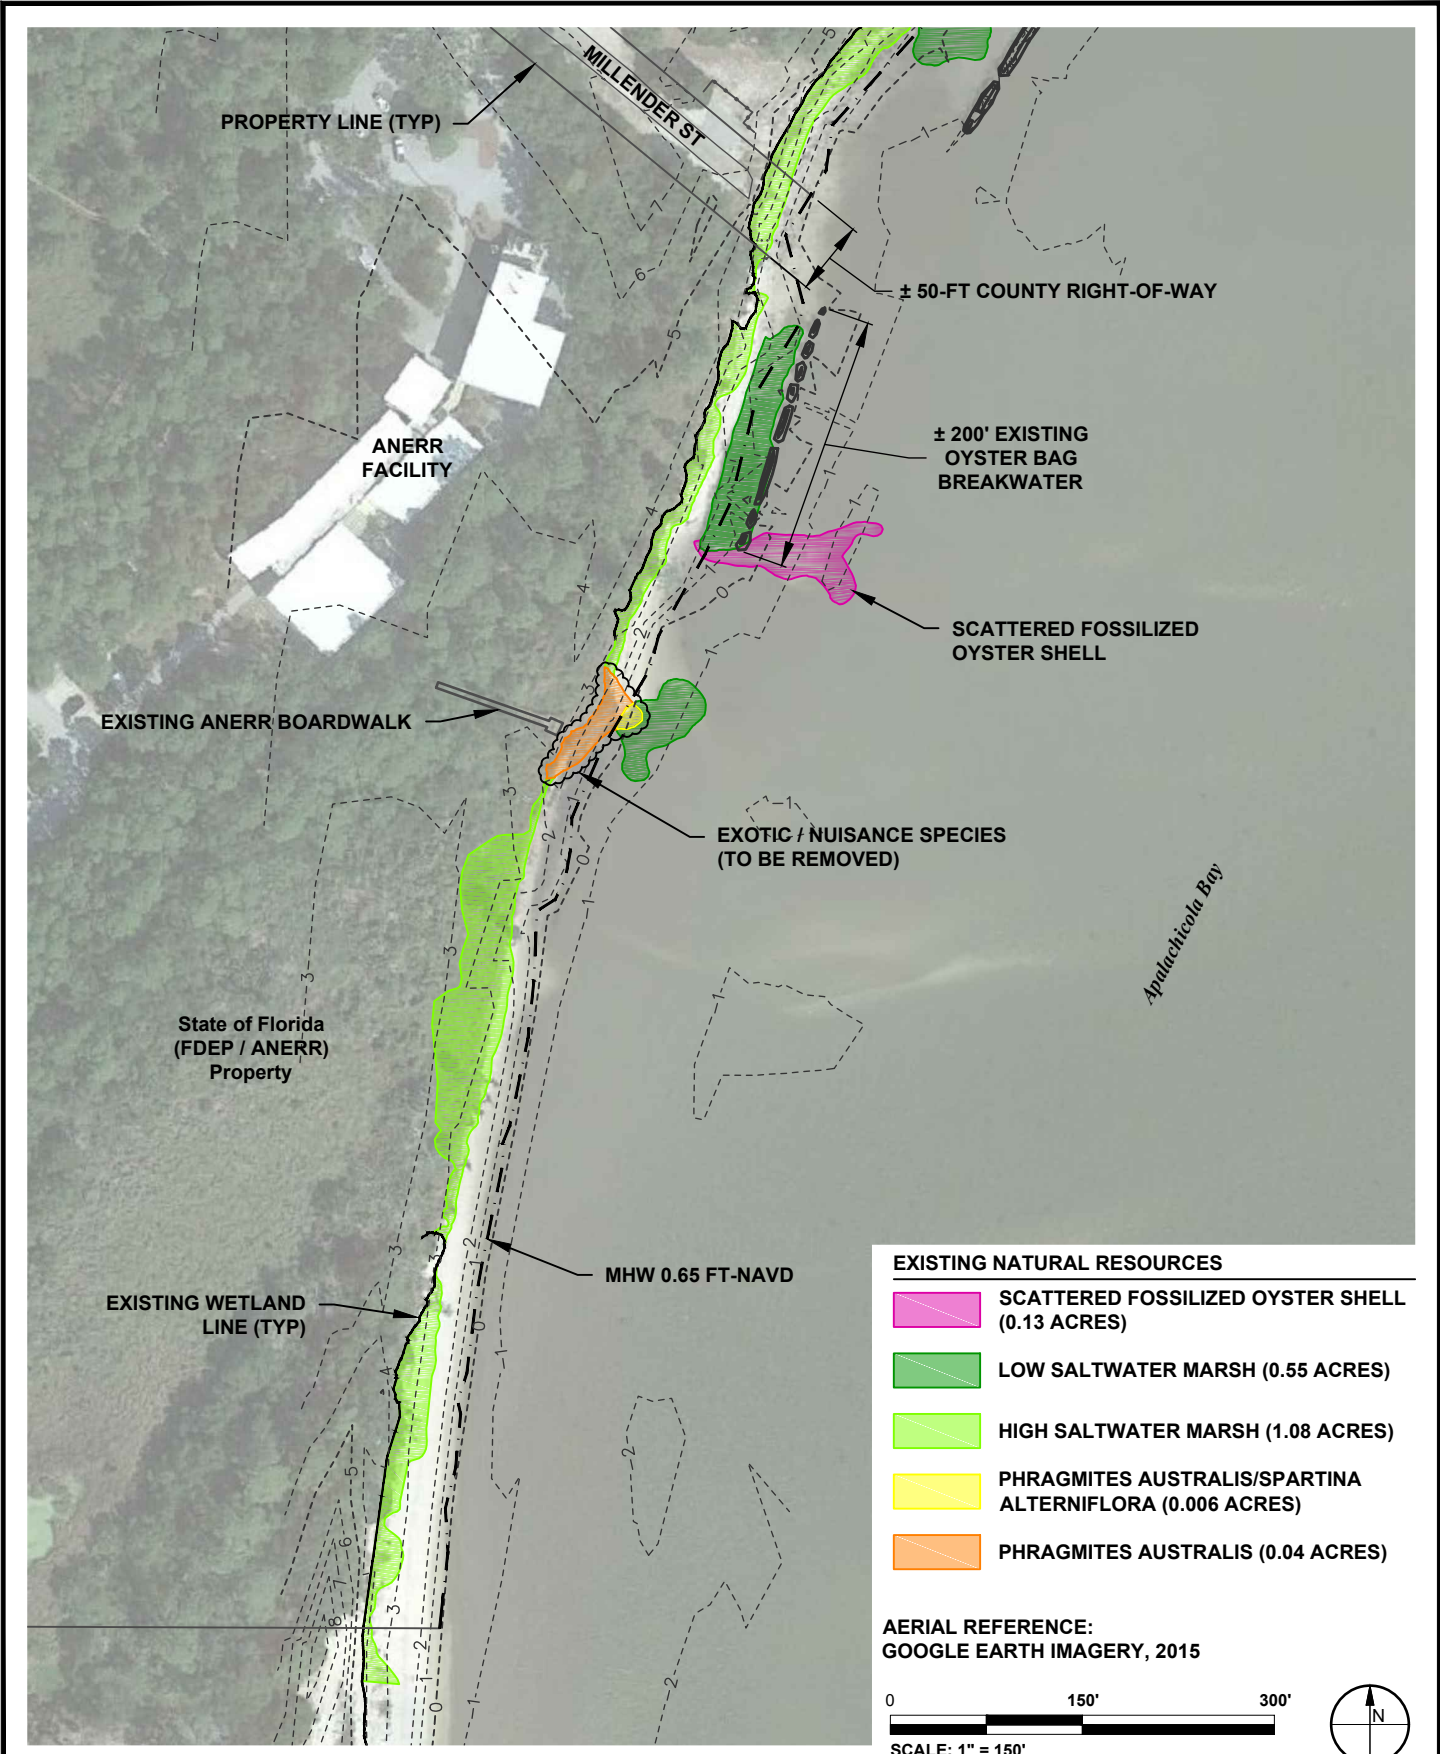 MILLENDER ST
PROPERTY LINE (TYP)
± 50-FT COUNTY RIGHT-OF-WAY
ANERR
FACILITY
± 200' EXISTING
OYSTER BAG
BREAKWATER
SCATTERED FOSSILIZED
OYSTER SHELL
EXISTING ANERR BOARDWALK
EXOTIC / NUISANCE SPECIES
(TO BE REMOVED)
Apalachicola Bay
State of Florida
(FDEP / ANERR)
Property
MHW 0.65 FT-NAVD
EXISTING WETLAND
LINE (TYP)
EXISTING NATURAL RESOURCES
SCATTERED FOSSILIZED OYSTER SHELL
(0.13 ACRES)
LOW SALTWATER MARSH (0.55 ACRES)
HIGH SALTWATER MARSH (1.08 ACRES)
PHRAGMITES AUSTRALIS/SPARTINA
ALTERNIFLORA (0.006 ACRES)
PHRAGMITES AUSTRALIS (0.04 ACRES)
AERIAL REFERENCE:
GOOGLE EARTH IMAGERY, 2015
0 150' 300'
N
SCALE: 1" = 150'